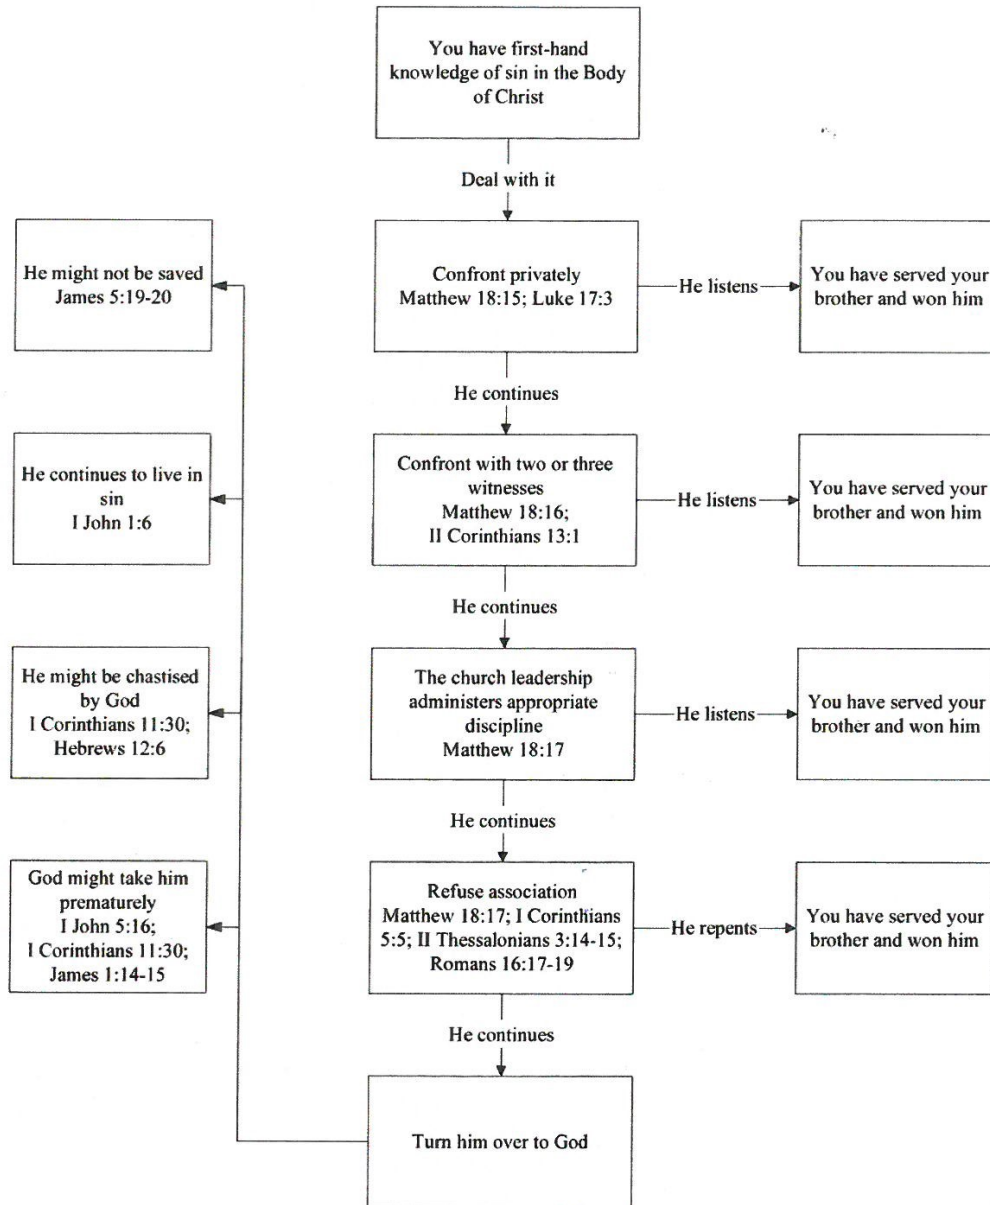 You have first-hand
knowledge of sin in the Body
of Christ
Deal with it
He might not be saved
James 5:19-20
Confront privately
Matthew 18:15; Luke 17:3
He listens
You have served your
brother and won him
He continues
He continues to live in
sin
I John 1:6
Confront with two or three
witnesses
Matthew 18:16;
II Corinthians 13:1
He listens
You have served your
brother and won him
He continues
He might be chastised
by God
I Corinthians 11:30;
Hebrews 12:6
The church leadership
administers appropriate
discipline
Matthew 18:17
He listens
You have served your
brother and won him
He continues
God might take him
prematurely
I John 5:16;
I Corinthians 11:30;
James 1:14-15
Refuse association
Matthew 18:17; I Corinthians
5:5; II Thessalonians 3:14-15;
Romans 16:17-19
He repents
You have served your
brother and won him
He continues
Turn him over to God